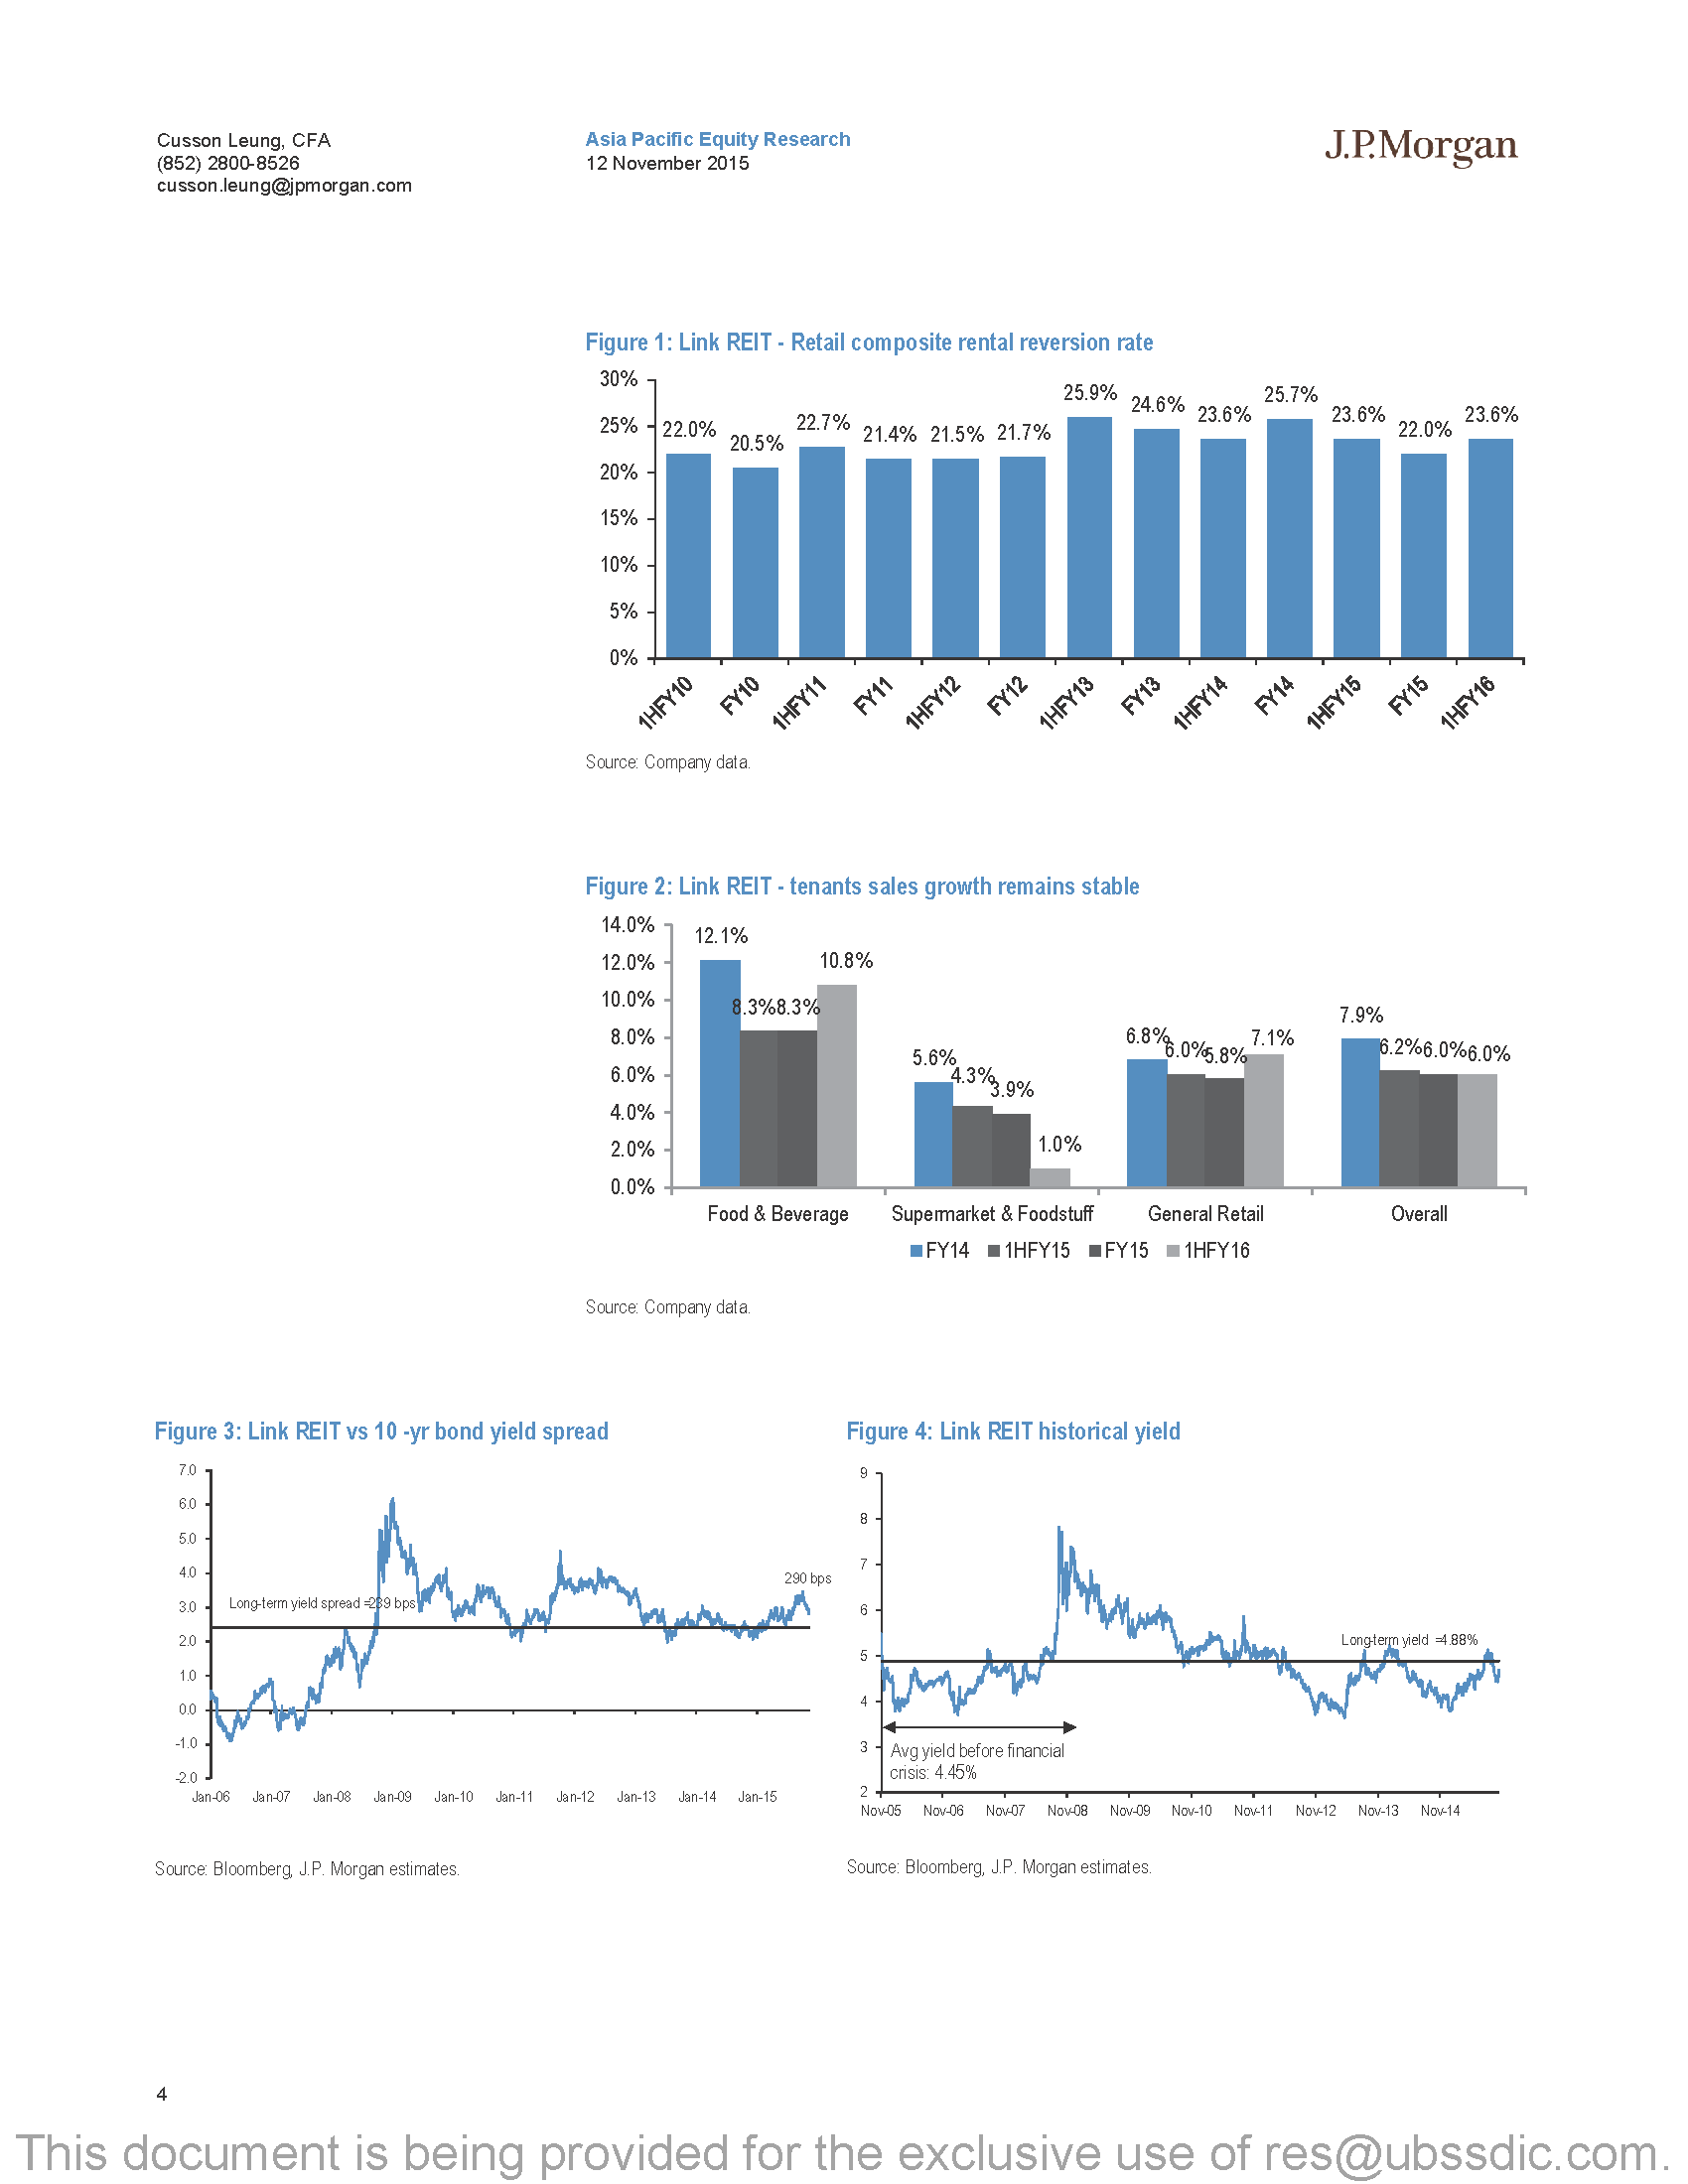 Cusson Leung, CFA
(852) 2800-8526
cusson.leung@jpmorgan.com
Asia Pacific Equity Research
12 November 2015
J.P.Morgan
Figure 1: Link REIT - Retail composite rental reversion rate
30%
25%
20%
15%
10%
5%
0%
22.0% 20.5% 22.7% 21.4% 21.5% 21.7% 25.9% 24.6% 23.6% 25.7% 23.6% 22.0% 23.6%
1HFY10 FY10 1HFY11 FY11 1HFY12 FY12 1HFY13 FY13 1HFY14 FY14 1HFY15 FY15 1HFY16
Source: Company data.
Figure 2: Link REIT - tenants sales growth remains stable
14.0%
12.0%
10.0%
8.0%
6.0%
4.0%
2.0%
0.0%
12.1% 8.3% 8.3% 10.8%
5.6% 4.3% 3.9% 1.0%
6.8% 6.0% 5.8% 7.1%
7.9% 6.2% 6.0% 6.0%
Food & Beverage Supermarket & Foodstuff General Retail Overall
FY14 1HFY15 FY15 1HFY16
Source: Company data.
Figure 3: Link REIT vs 10 -yr bond yield spread
7.0
6.0
5.0
4.0
3.0
2.0
1.0
0.0
-1.0
-2.0
Long-term yield spread =239 bps
290 bps
Jan-06 Jan-07 Jan-08 Jan-09 Jan-10 Jan-11 Jan-12 Jan-13 Jan-14 Jan-15
Source: Bloomberg, J.P. Morgan estimates.
Figure 4: Link REIT historical yield
9
8
7
6
5
4
3
2
Long-term yield =4.88%
Avg yield before financial
crisis: 4.45%
Nov-05 Nov-06 Nov-07 Nov-08 Nov-09 Nov-10 Nov-11 Nov-12 Nov-13 Nov-14
Source: Bloomberg, J.P. Morgan estimates.
4
This document is being provided for the exclusive use of res@ubssdic.com.